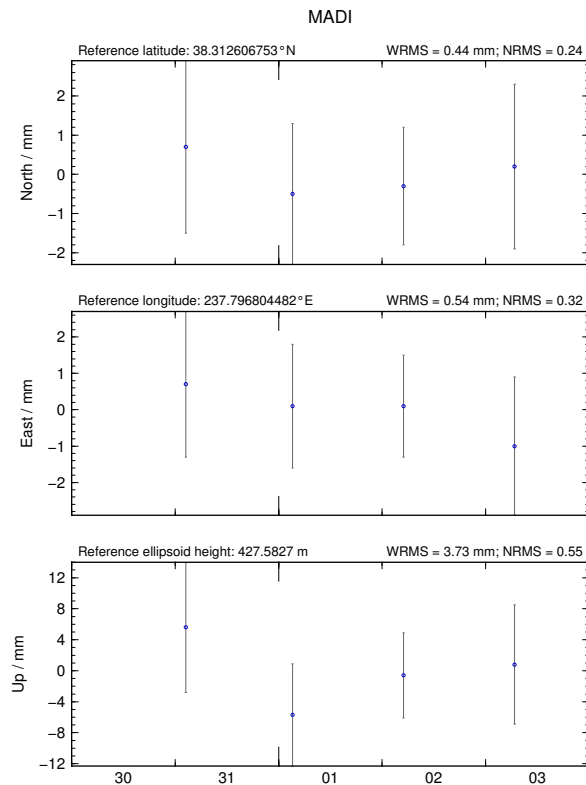 MADI
Reference latitude: 38.312606753°N WRMS = 0.44 mm; NRMS = 0.24
North / mm
2
1
0
−1
−2
Reference longitude: 237.796804482°E WRMS = 0.54 mm; NRMS = 0.32
East / mm
2
1
0
−1
−2
Reference ellipsoid height: 427.5827 m WRMS = 3.73 mm; NRMS = 0.55
Up / mm
12
8
4
0
−4
−8
−12
30 31 01 02 03